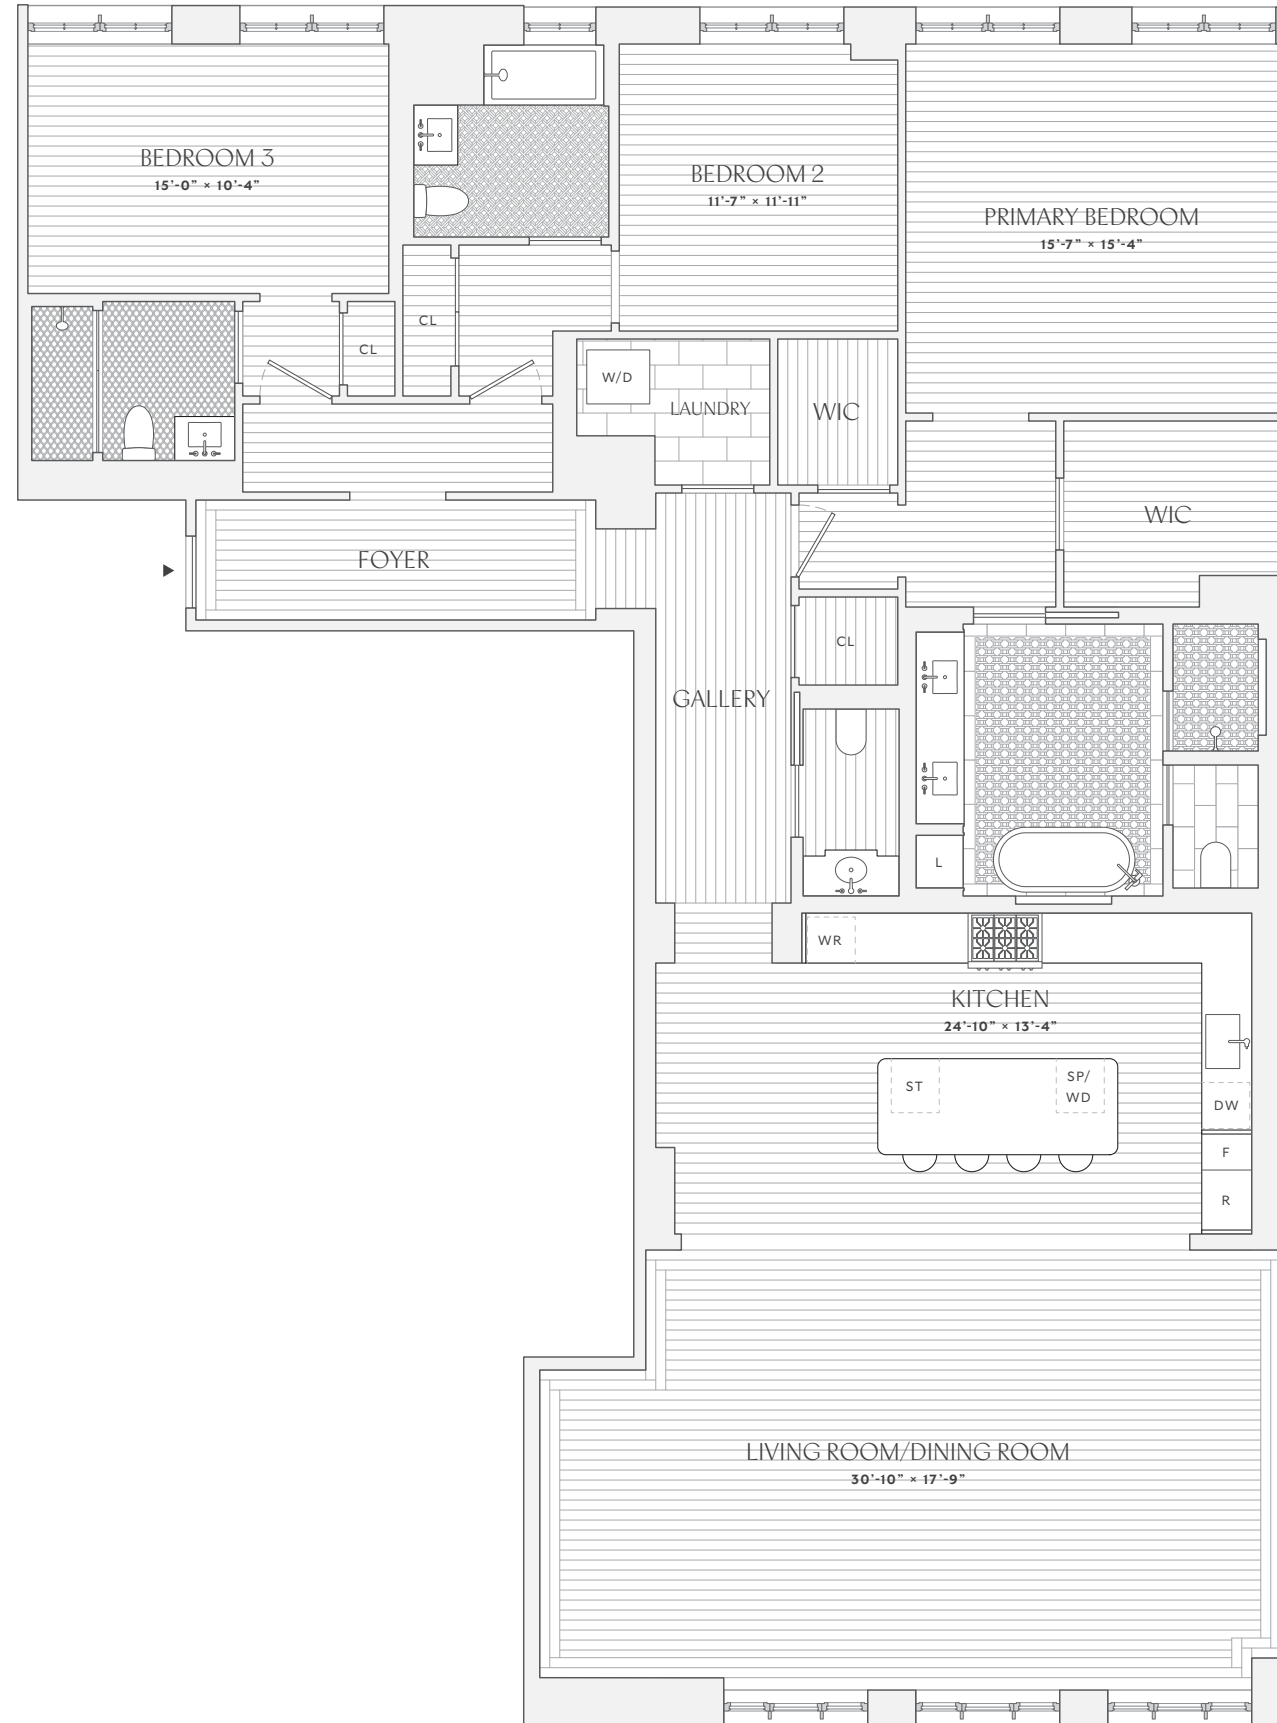 BEDROOM 3
15'-0" × 10'-4"
BEDROOM 2
11'-7" × 11'-11"
PRIMARY BEDROOM
15'-7" × 15'-4"
CL
CL
W/D
LAUNDRY
WIC
WIC
FOYER
CL
GALLERY
L
WR
KITCHEN
24'-10" × 13'-4"
ST
SP/
WD
DW
F
R
LIVING ROOM/DINING ROOM
30'-10" × 17'-9"